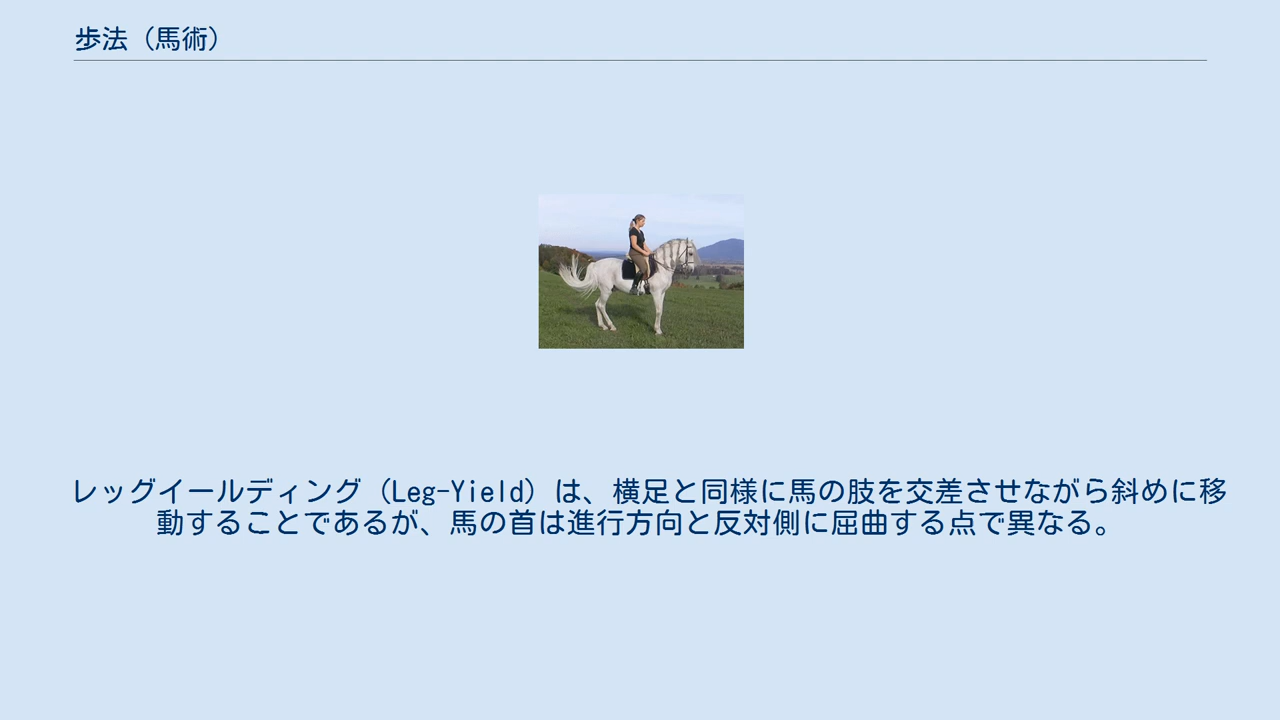 歩法（馬術）
レッグイールディング（Leg-Yield）は、横足と同様に馬の肢を交差させながら斜めに移
動することであるが、馬の首は進行方向と反対側に屈曲する点で異なる。